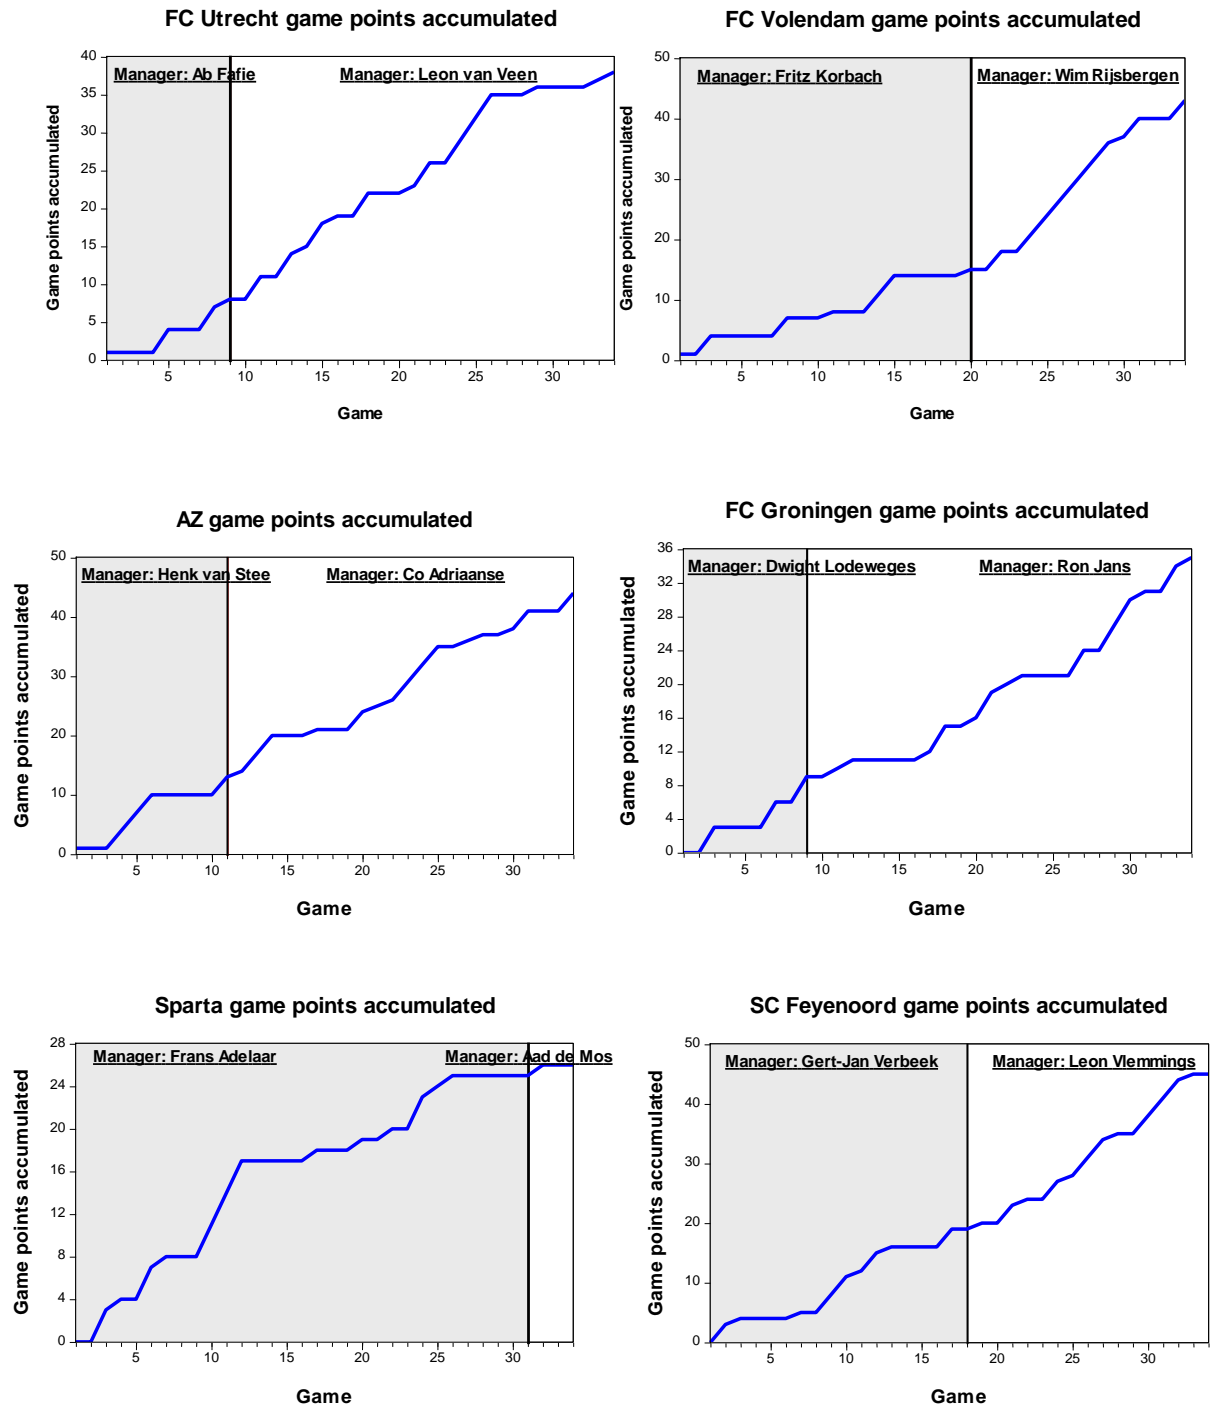 FC Utrecht game points accumulated
Manager: Ab Fafie
Manager: Leon van Veen
Game points accumulated
40
35
30
25
20
15
10
5
0
5 10 15 20 25 30
Game
FC Volendam game points accumulated
Manager: Fritz Korbach
Manager: Wim Rijsbergen
Game points accumulated
50
40
30
20
10
0
5 10 15 20 25 30
Game
AZ game points accumulated
Manager: Henk van Stee
Manager: Co Adriaanse
Game points accumulated
50
40
30
20
10
0
5 10 15 20 25 30
Game
FC Groningen game points accumulated
Manager: Dwight Lodeweges
Manager: Ron Jans
Game points accumulated
36
32
28
24
20
16
12
8
4
0
5 10 15 20 25 30
Game
Sparta game points accumulated
Manager: Frans Adelaar
Manager: Aad de Mos
Game points accumulated
28
24
20
16
12
8
4
0
5 10 15 20 25 30
Game
SC Feyenoord game points accumulated
Manager: Gert-Jan Verbeek
Manager: Leon Vlemmings
Game points accumulated
50
40
30
20
10
0
5 10 15 20 25 30
Game